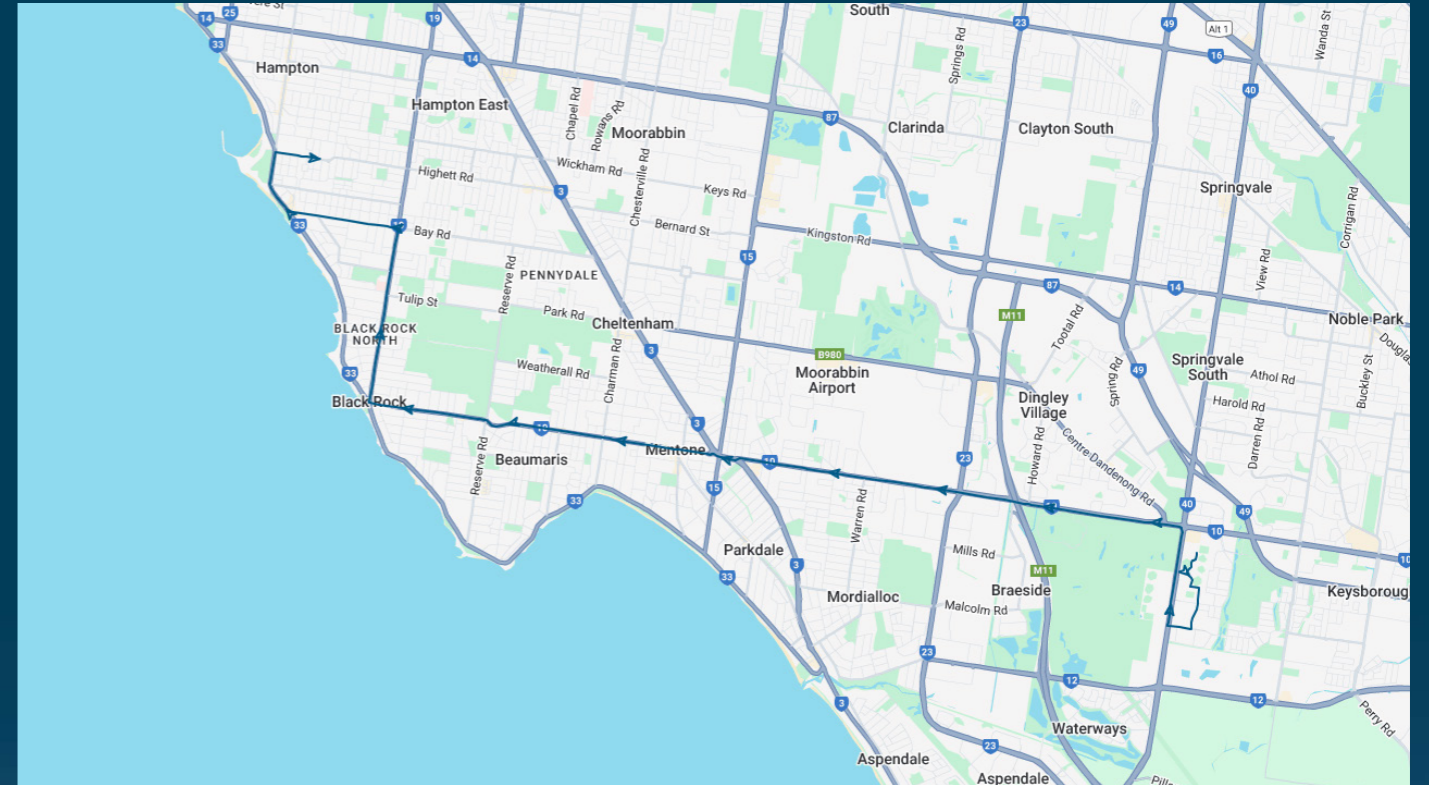 South
14
25
19
23
49
Alt 1
Wanda St
33
Hampton
14
16
Springs Rd
40
Hampton East
Chapel Rd
Rowans Rd
Moorabbin
87
Clarinda
Clayton South
Highett Rd
Wickham Rd
Chesterville Rd
Keys Rd
3
Springvale
Corrigan Rd
33
19
Bay Rd
Bernard St
Kingston Rd
15
PENNYDALE
Reserve Rd
View Rd
87
14
Tulip St
Park Rd
Cheltenham
M11
Tootal Rd
Noble Park
BLACK ROCK
NORTH
3
B980
Moorabbin
Airport
49
Springvale
South
Athol Rd
Buckley St
33
Weatherall Rd
Charman Rd
Spring Rd
Black Rock
Dingley
Village
Harold Rd
Darren Rd
3
Howard Rd
Centre Dandenong Rd
Mentone
10
Beaumaris
Reserve Rd
23
15
33
40
49
10
10
Warren Rd
Parkdale
Mills Rd
3
M11
33
Mordialloc
Braeside
Malcolm Rd
Keysboroug
23
12
12
3
Waterways
Perry Rd
23
Aspendale
Aspendale